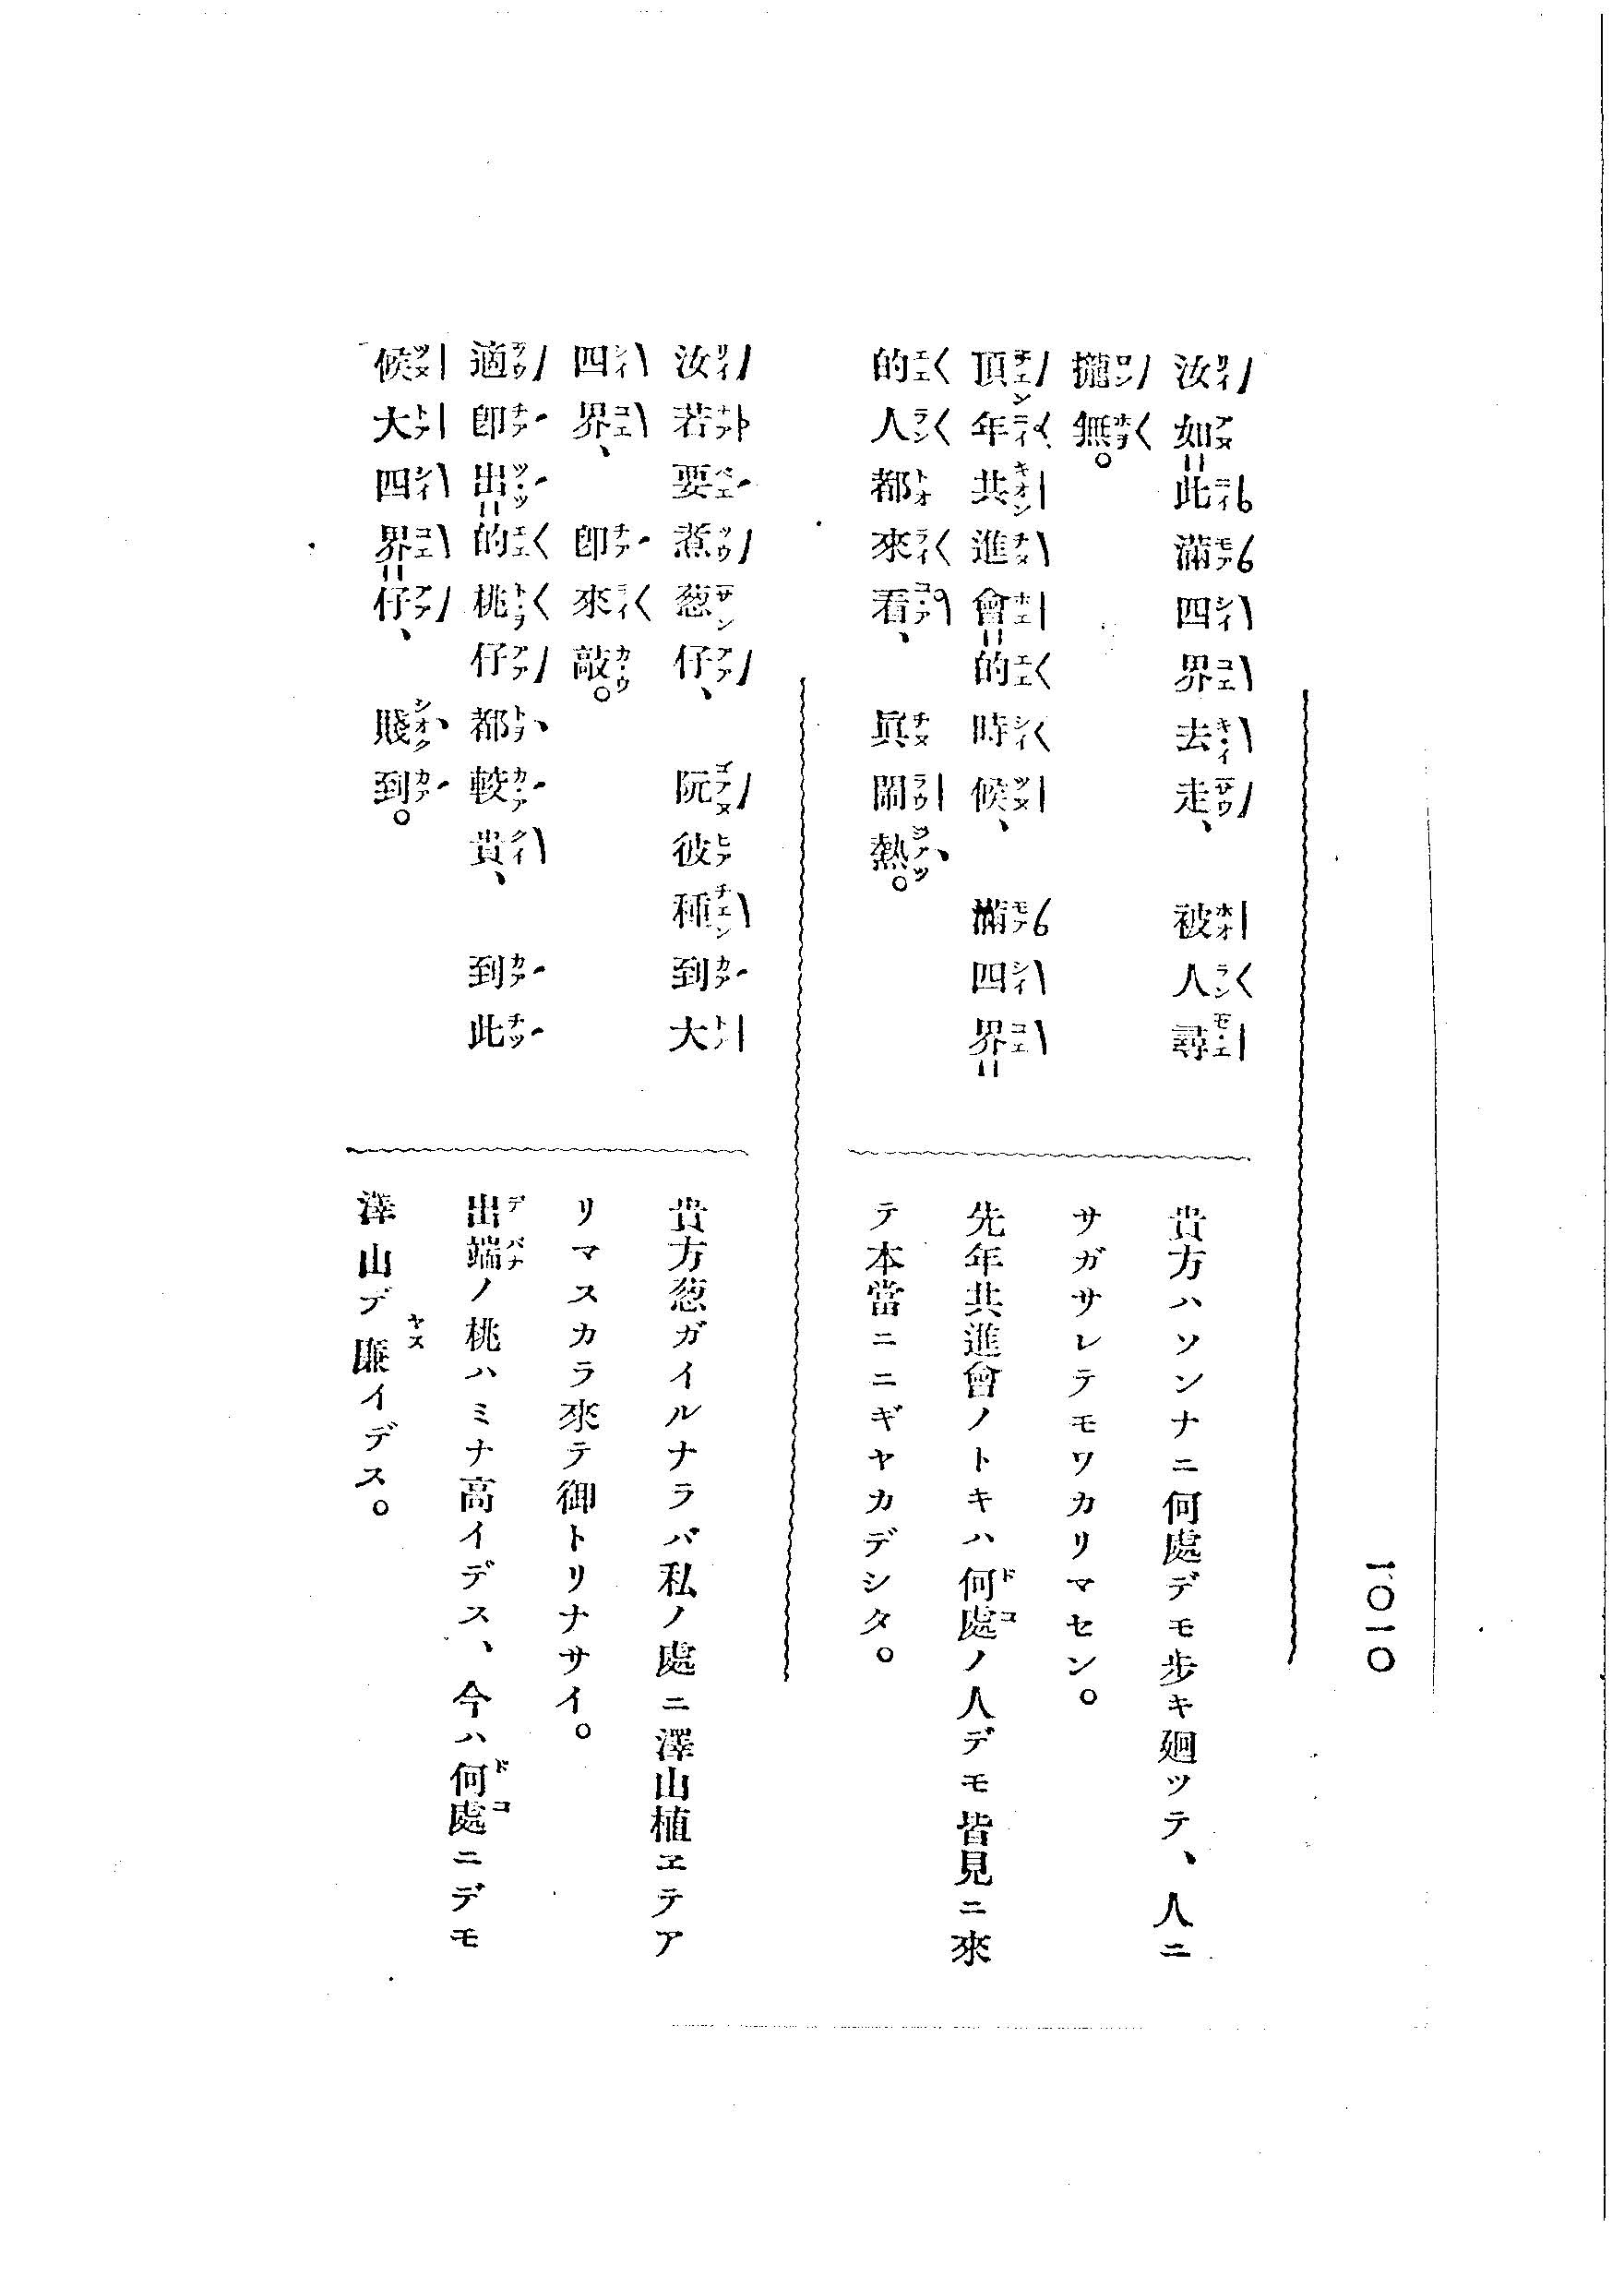 一〇一〇
汝如此滿四界去走、被人尋
攏無。
頂年共進會的時候、滿四界
的人都來看、眞鬧熱。
貴方ハソンナニ何處デモ步キ廻ツテ、人ニ
サガサレテモワカリマセン。
先年共進會ノトキハ何處ノ人デモ皆見ニ來
テ本當ニニギヤカデシタ。
汝若要煮葱仔、阮彼種到大
四界、卽來敲。
適卽出的桃仔都較貴、到此
候大四界仔、賤到。
貴方葱ガイルナラバ私ノ處ニ澤山植ヱテア
リマスカラ來テ御トリナサイ。
出端ノ桃ハミナ高イデス、今ハ何處ニデモ
澤山デ廉イデス。